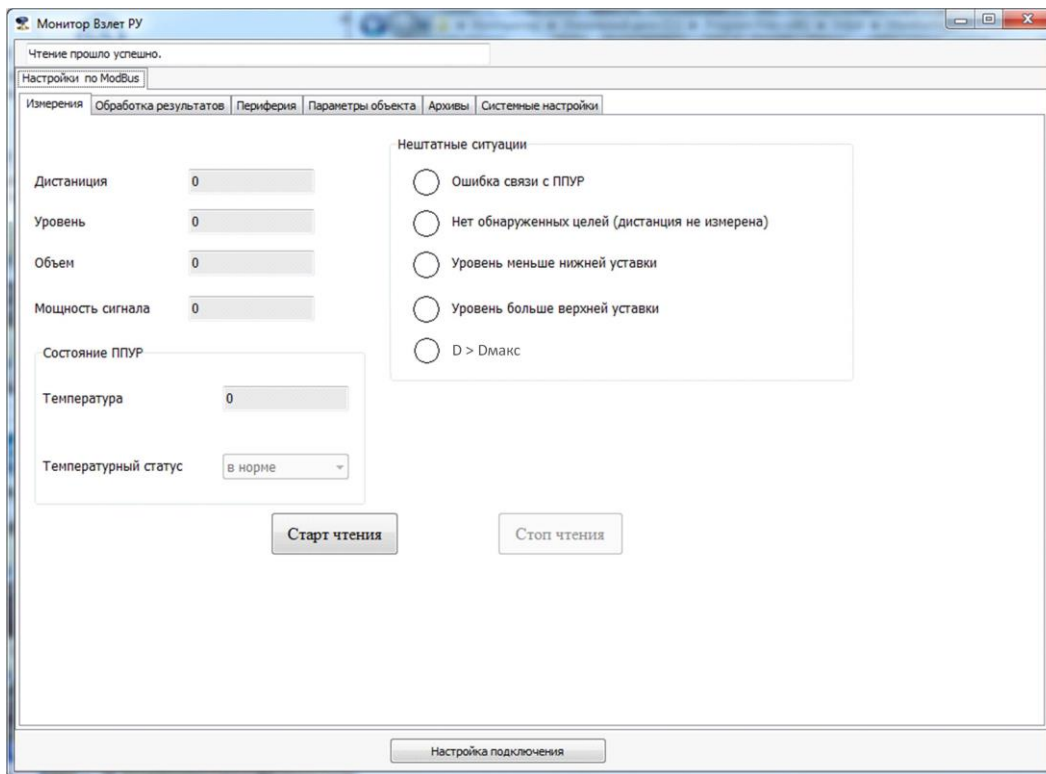 Монитор Взлет РУ
Чтение прошло успешно.
Настройки по ModBus
Измерения Обработка результатов Периферия Параметры объекта Архивы Системные настройки
Нештатные ситуации
Дистаниция 0
Ошибка связи с ППУР
Уровень 0
Нет обнаруженных целей (дистанция не измерена)
Объем 0
Уровень меньше нижней уставки
Мощность сигнала 0
Уровень больше верхней уставки
D > Dмакс
Состояние ППУР
Температура 0
Температурный статус в норме
Старт чтения Стоп чтения
Настройка подключения